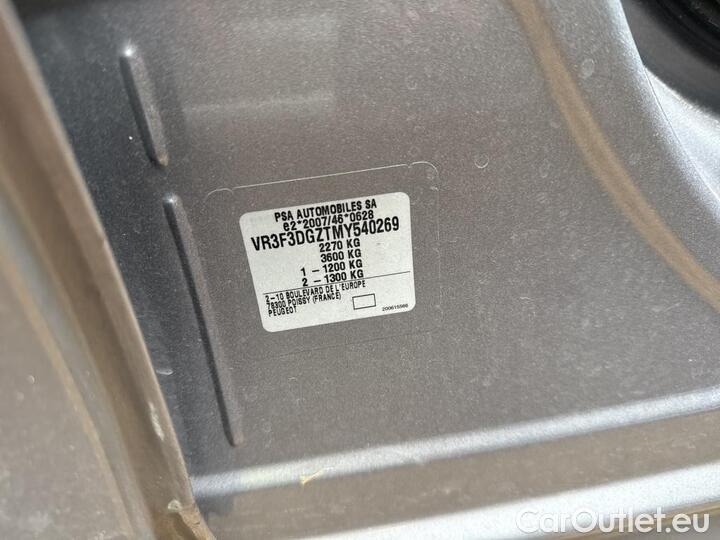 PSA AUTOMOBILES SA
e2*2007/46*0628
VR3F3DGZTMY540269
2270 KG
3600 KG
1 - 1200 KG
2 - 1300 KG
2-10 BOULEVARD DE L'EUROPE
78300 POISSY (FRANCE)
PEUGEOT
200615566
CarOutlet.eu